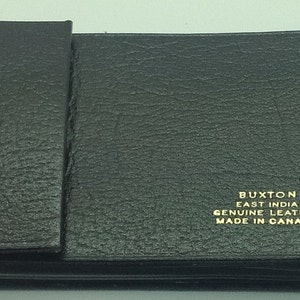 BUXTON
EAST INDIA
GENUINE LEAT
MADE IN CANA